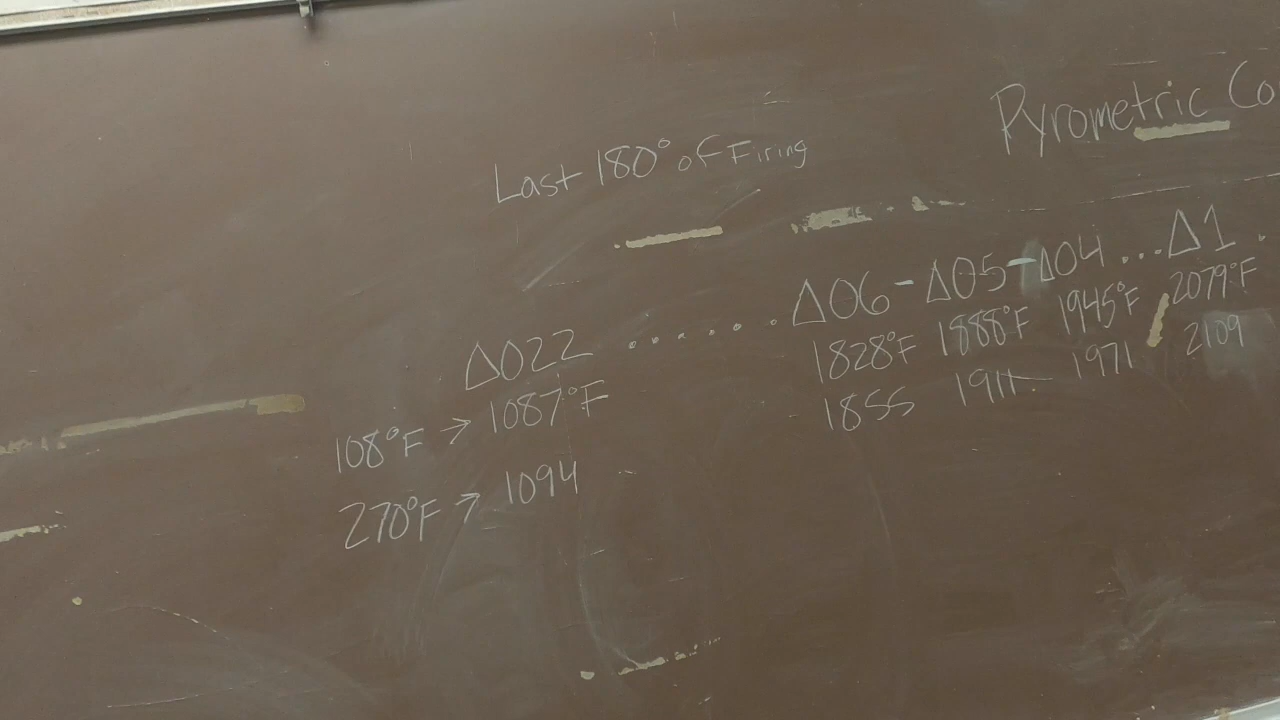 Pyrometric Co
Last 180° of Firing
Δ022 ....... Δ06 - Δ05 - Δ04 ... Δ1 .
108°F → 1087°F 1828°F 1888°F 1945°F 2079°F
270°F → 1094 1855 1911 1971 2109